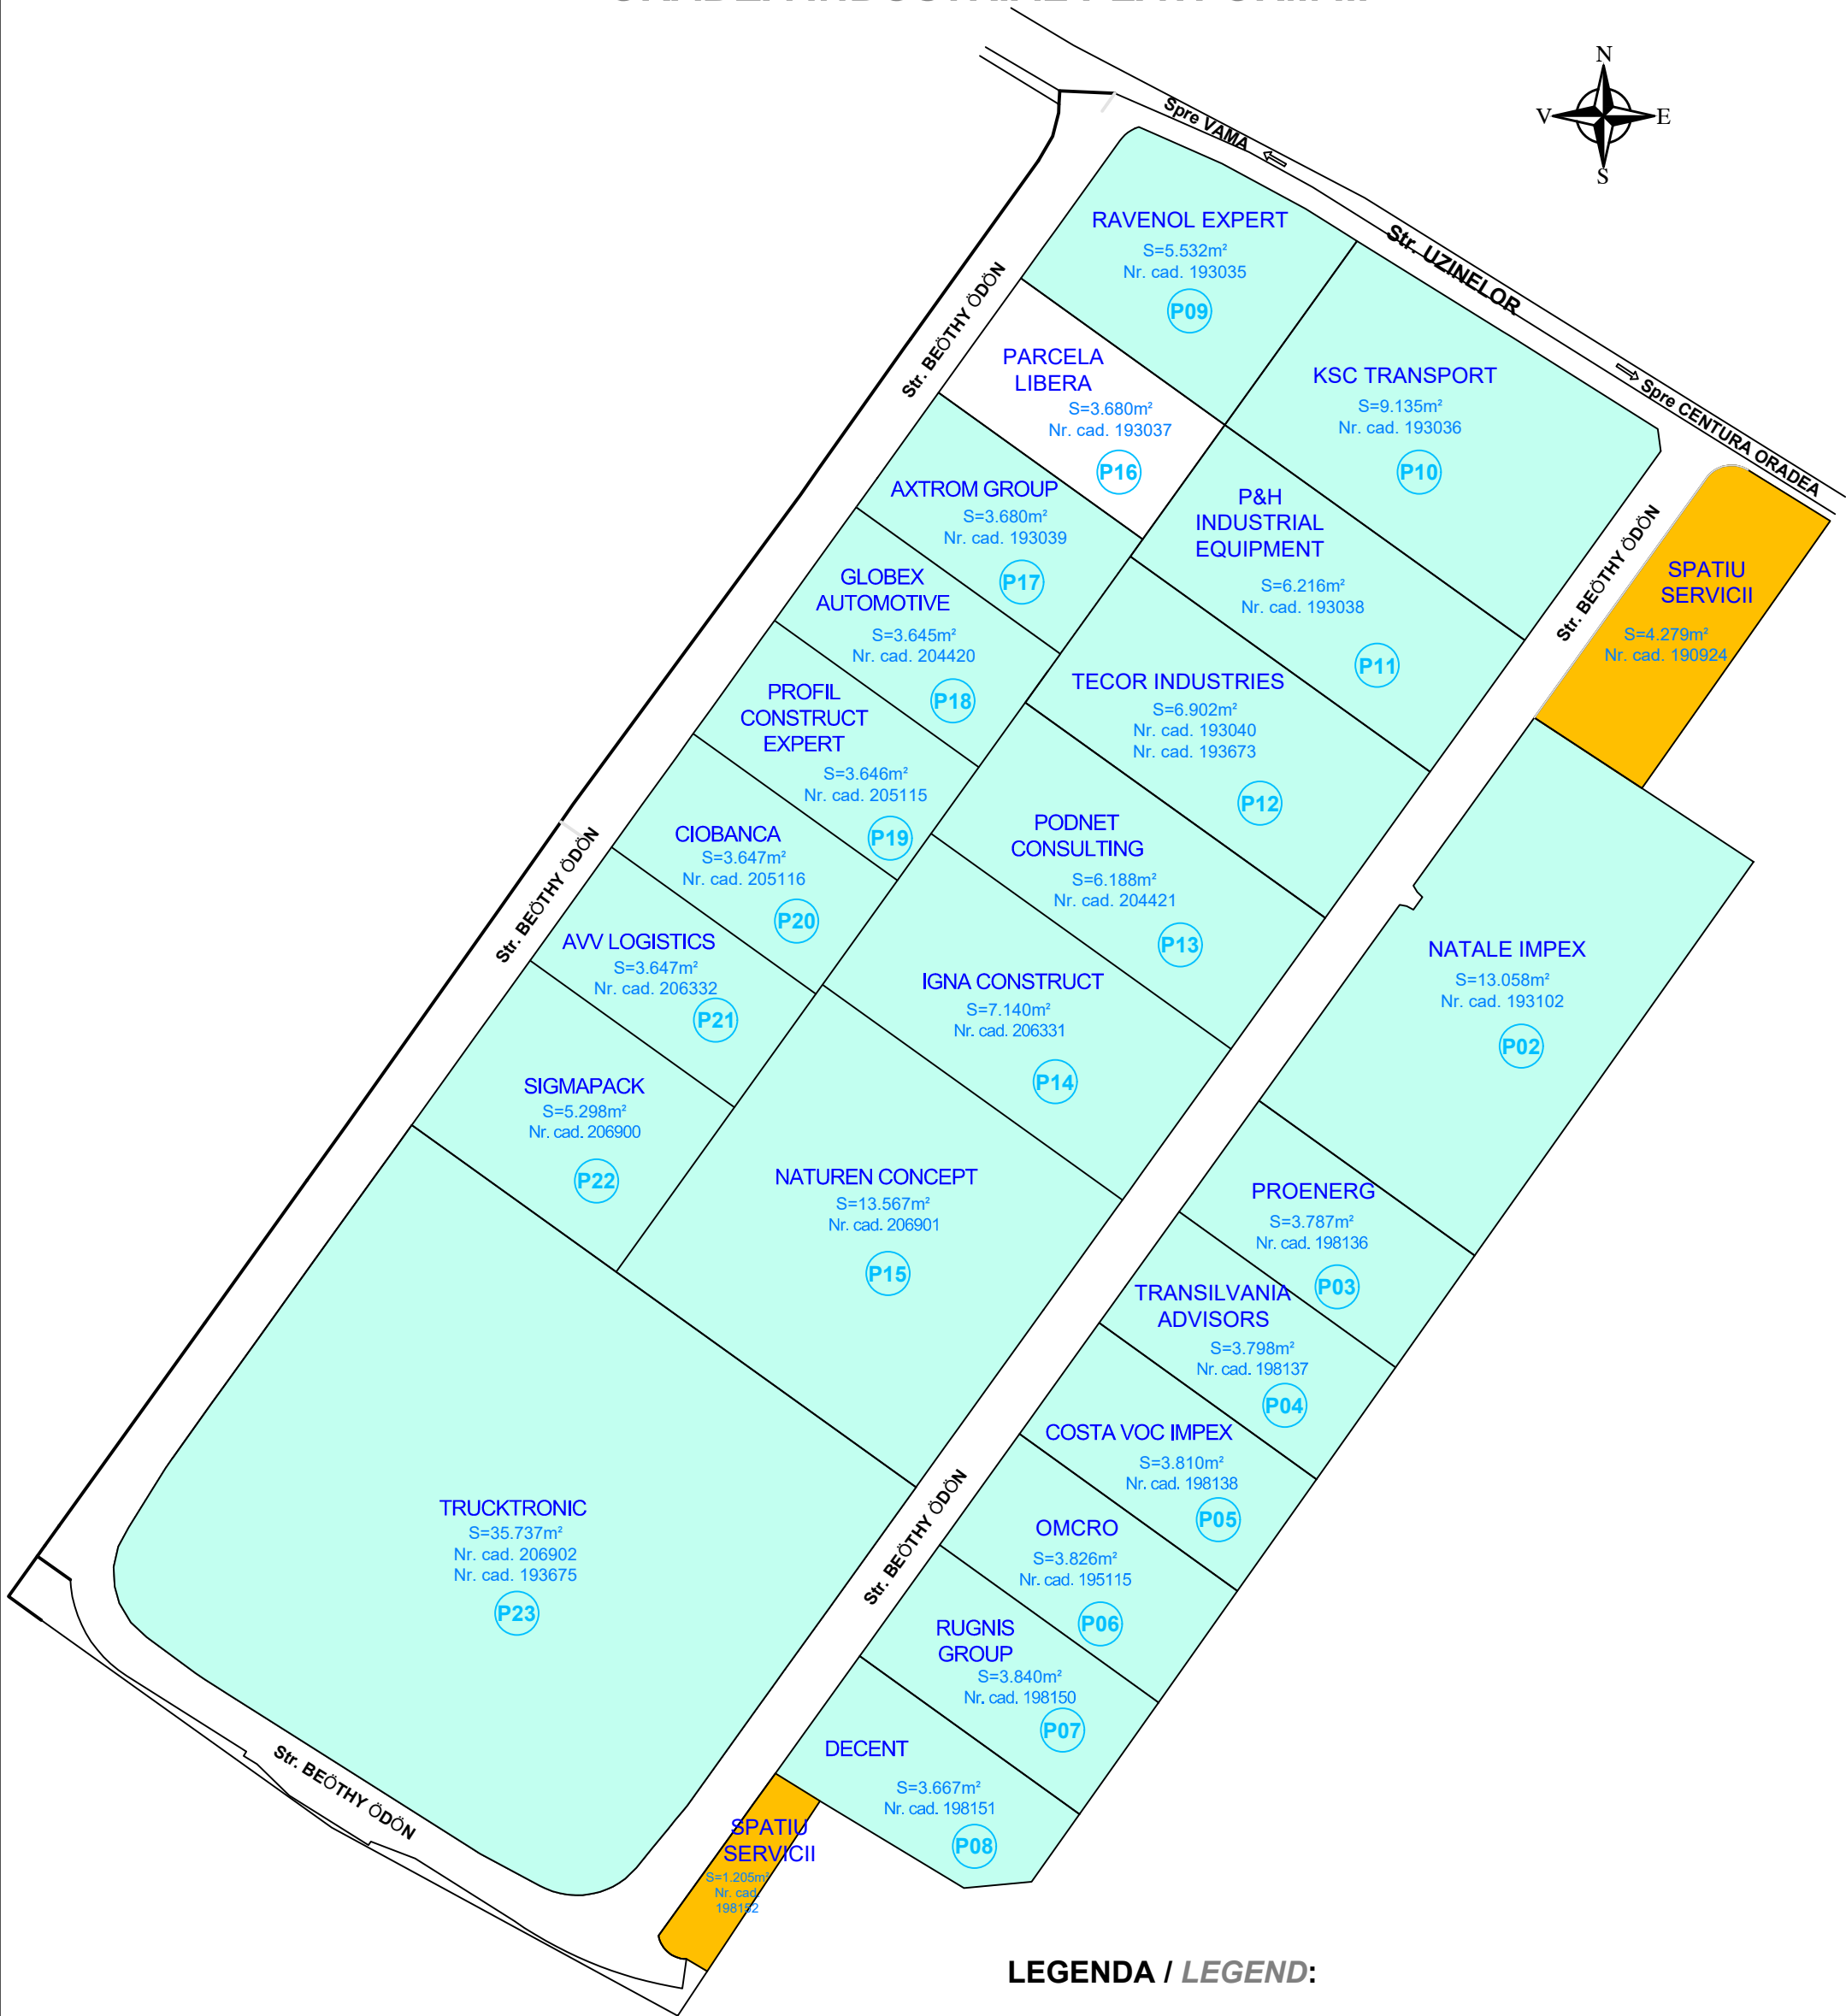 N
V
E
S
Spre VAMA
Str. UZINELOR
Spre CENTURA ORADEA
RAVENOL EXPERT
S=5.532m²
Nr. cad. 193035
P09
Str. BEÖTHY ÖDÖN
PARCELA
LIBERA
S=3.680m²
Nr. cad. 193037
P16
KSC TRANSPORT
S=9.135m²
Nr. cad. 193036
P10
AXTROM GROUP
S=3.680m²
Nr. cad. 193039
P17
P&H
INDUSTRIAL
EQUIPMENT
S=6.216m²
Nr. cad. 193038
P11
Str. BEÖTHY ÖDÖN
SPATIU
SERVICII
S=4.279m²
Nr. cad. 190924
GLOBEX
AUTOMOTIVE
S=3.645m²
Nr. cad. 204420
P18
TECOR INDUSTRIES
S=6.902m²
Nr. cad. 193040
Nr. cad. 193673
P12
PROFIL
CONSTRUCT
EXPERT
S=3.646m²
Nr. cad. 205115
P19
PODNET
CONSULTING
S=6.188m²
Nr. cad. 204421
P13
CIOBANCA
S=3.647m²
Nr. cad. 205116
P20
Str. BEÖTHY ÖDÖN
AVV LOGISTICS
S=3.647m²
Nr. cad. 206332
P21
IGNA CONSTRUCT
S=7.140m²
Nr. cad. 206331
P14
NATALE IMPEX
S=13.058m²
Nr. cad. 193102
P02
SIGMAPACK
S=5.298m²
Nr. cad. 206900
P22
NATUREN CONCEPT
S=13.567m²
Nr. cad. 206901
P15
PROENERG
S=3.787m²
Nr. cad. 198136
P03
TRANSILVANIA
ADVISORS
S=3.798m²
Nr. cad. 198137
P04
COSTA VOC IMPEX
S=3.810m²
Nr. cad. 198138
P05
TRUCKTRONIC
S=35.737m²
Nr. cad. 206902
Nr. cad. 193675
P23
Str. BEÖTHY ÖDÖN
OMCRO
S=3.826m²
Nr. cad. 195115
P06
RUGNIS
GROUP
S=3.840m²
Nr. cad. 198150
P07
DECENT
S=3.667m²
Nr. cad. 198151
P08
Str. BEÖTHY ÖDÖN
SPATIU
SERVICII
S=1.205m²
Nr. cad.
198152
LEGENDA / LEGEND: